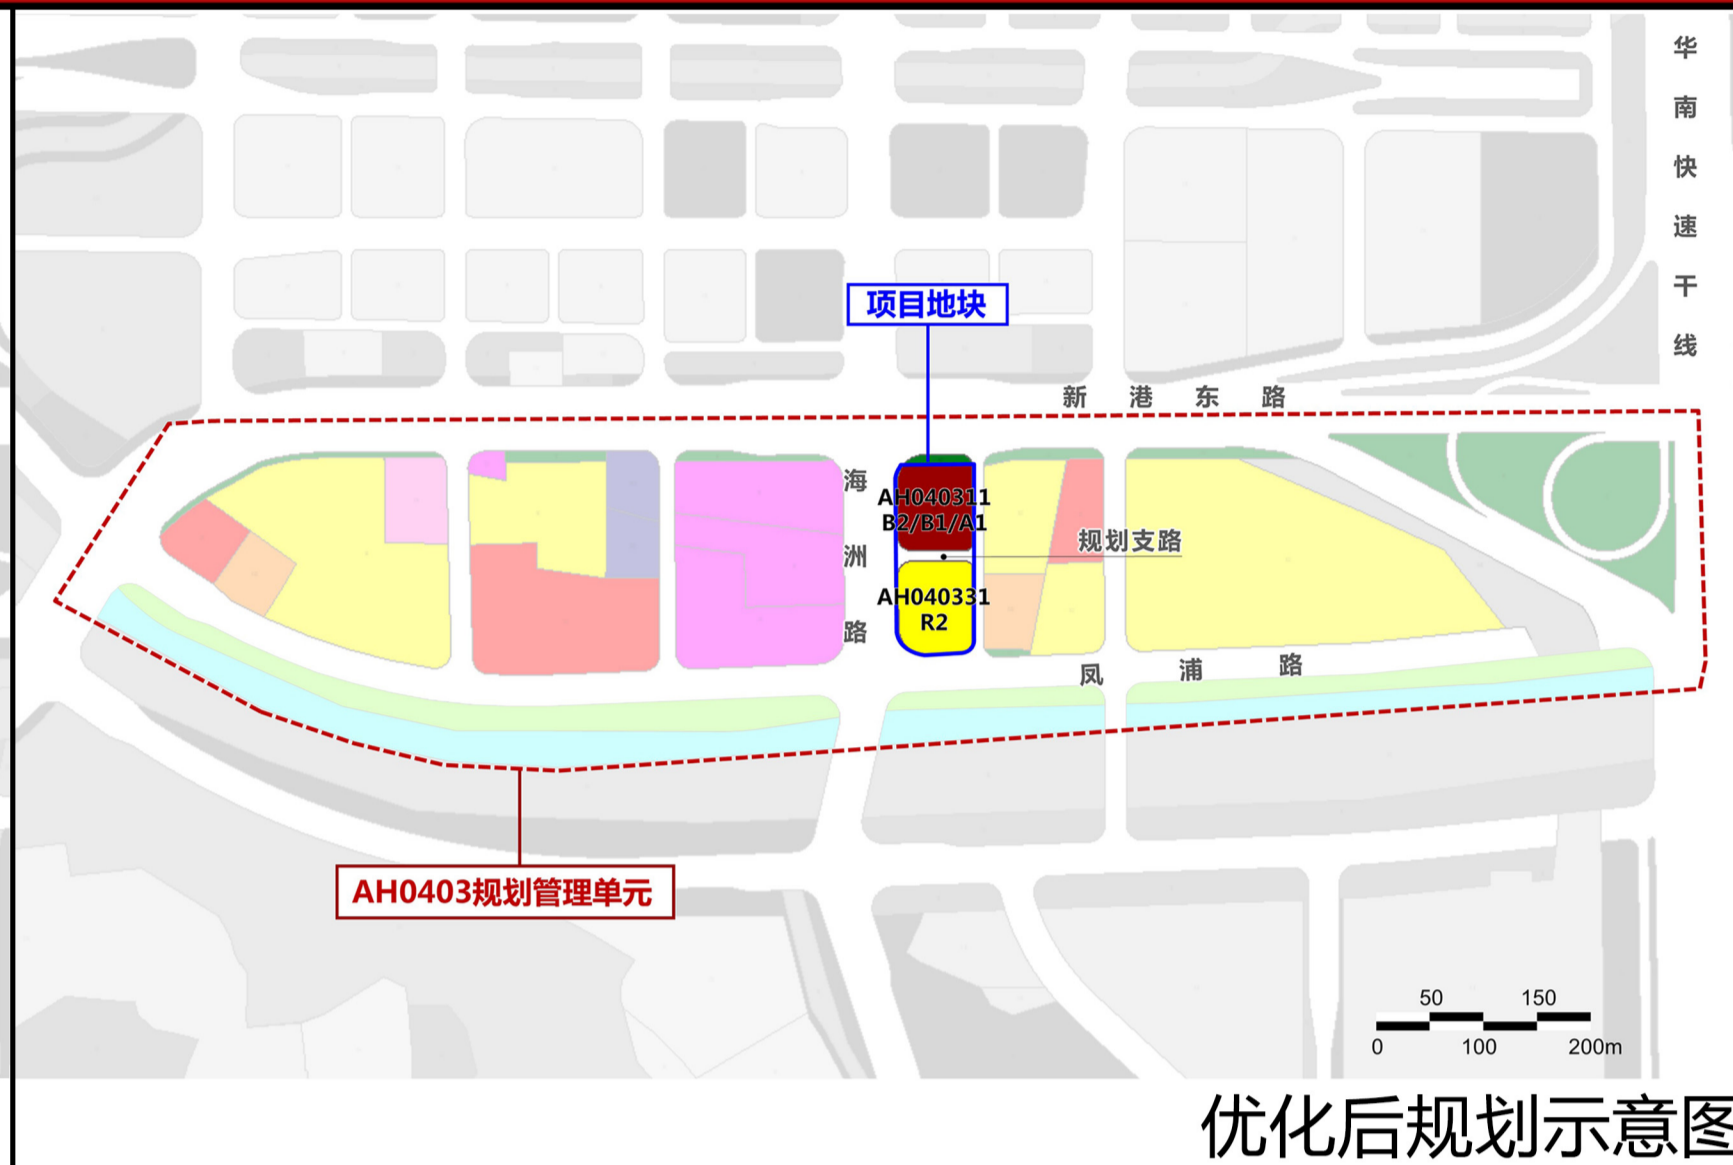 华南快速干线
项目地块
新港东路
海洲路
AH040311
B2/B1/A1
规划支路
AH040331
R2
凤浦路
AH0403规划管理单元
50 150
0 100 200m
优化后规划示意图